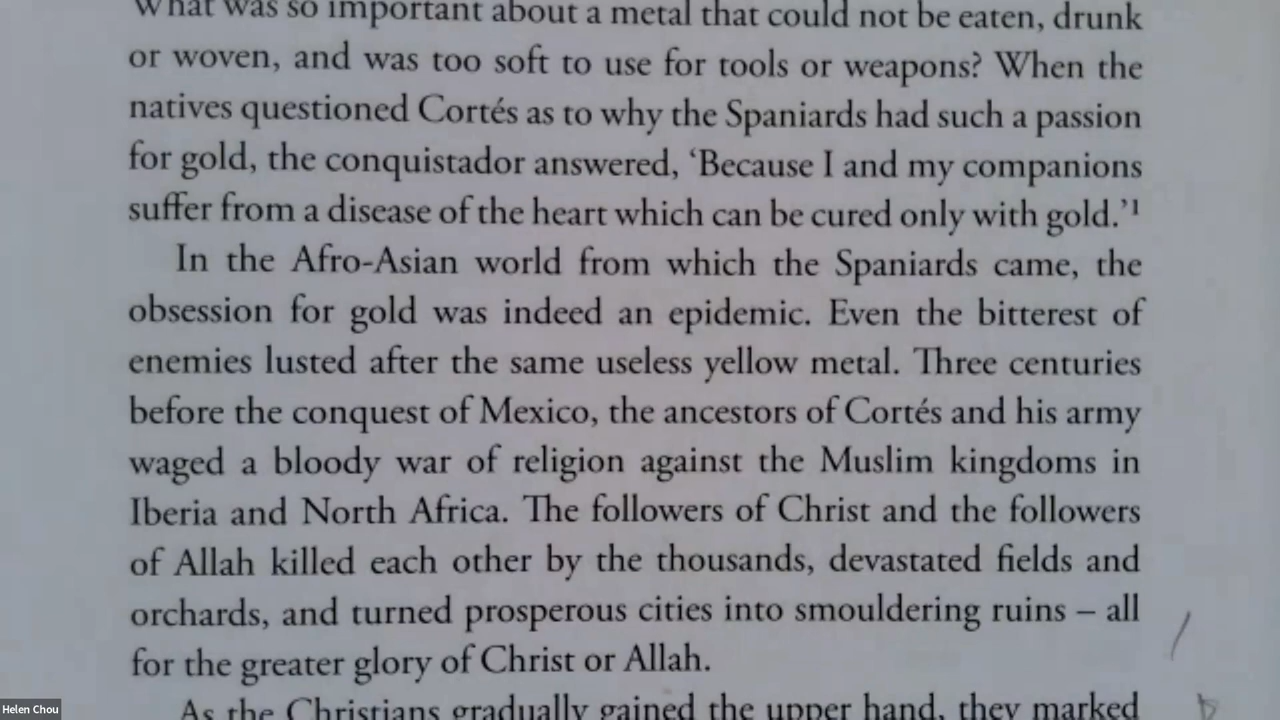 What was so important about a metal that could not be eaten, drunk
or woven, and was too soft to use for tools or weapons? When the
natives questioned Cortés as to why the Spaniards had such a passion
for gold, the conquistador answered, ‘Because I and my companions
suffer from a disease of the heart which can be cured only with gold.’¹
In the Afro-Asian world from which the Spaniards came, the
obsession for gold was indeed an epidemic. Even the bitterest of
enemies lusted after the same useless yellow metal. Three centuries
before the conquest of Mexico, the ancestors of Cortés and his army
waged a bloody war of religion against the Muslim kingdoms in
Iberia and North Africa. The followers of Christ and the followers
of Allah killed each other by the thousands, devastated fields and
orchards, and turned prosperous cities into smouldering ruins – all
for the greater glory of Christ or Allah.
As the Christians gradually gained the upper hand, they marked
Helen Chou